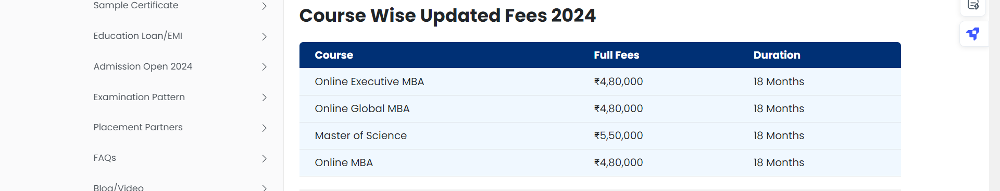 Sample Certificate
Education Loan/EMI
Admission Open 2024
Examination Pattern
Placement Partners
FAQs
Blog/Video
Course Wise Updated Fees 2024
Course Full Fees Duration
Online Executive MBA ₹4,80,000 18 Months
Online Global MBA ₹4,80,000 18 Months
Master of Science ₹5,50,000 18 Months
Online MBA ₹4,80,000 18 Months